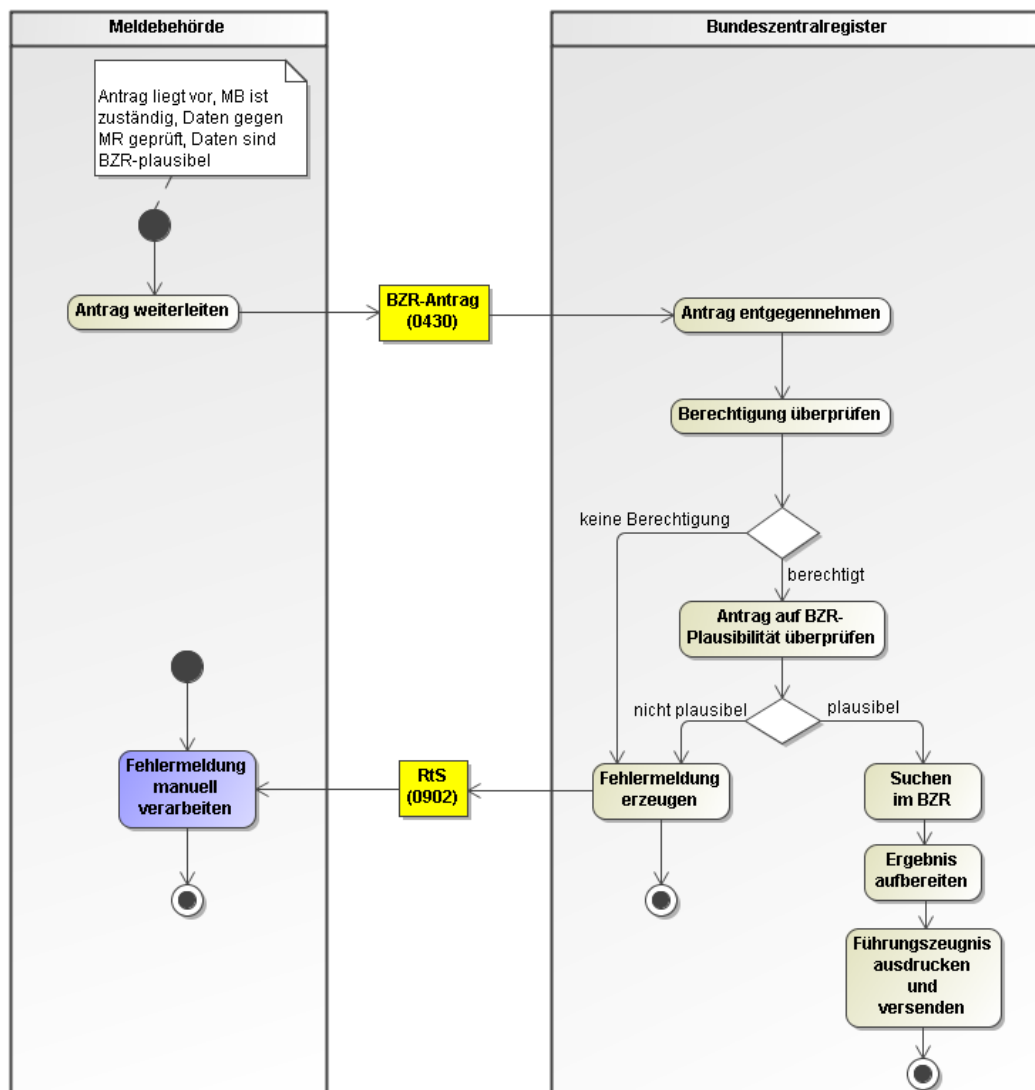 Meldebehörde
Bundeszentralregister
Antrag liegt vor, MB ist
zuständig, Daten gegen
MR geprüft, Daten sind
BZR-plausibel
Antrag weiterleiten
BZR-Antrag
(0430)
Antrag entgegennehmen
Berechtigung überprüfen
keine Berechtigung
berechtigt
Antrag auf BZR-
Plausibilität überprüfen
nicht plausibel
plausibel
Fehlermeldung
manuell
verarbeiten
RtS
(0902)
Fehlermeldung
erzeugen
Suchen
im BZR
Ergebnis
aufbereiten
Führungszeugnis
ausdrucken
und
versenden